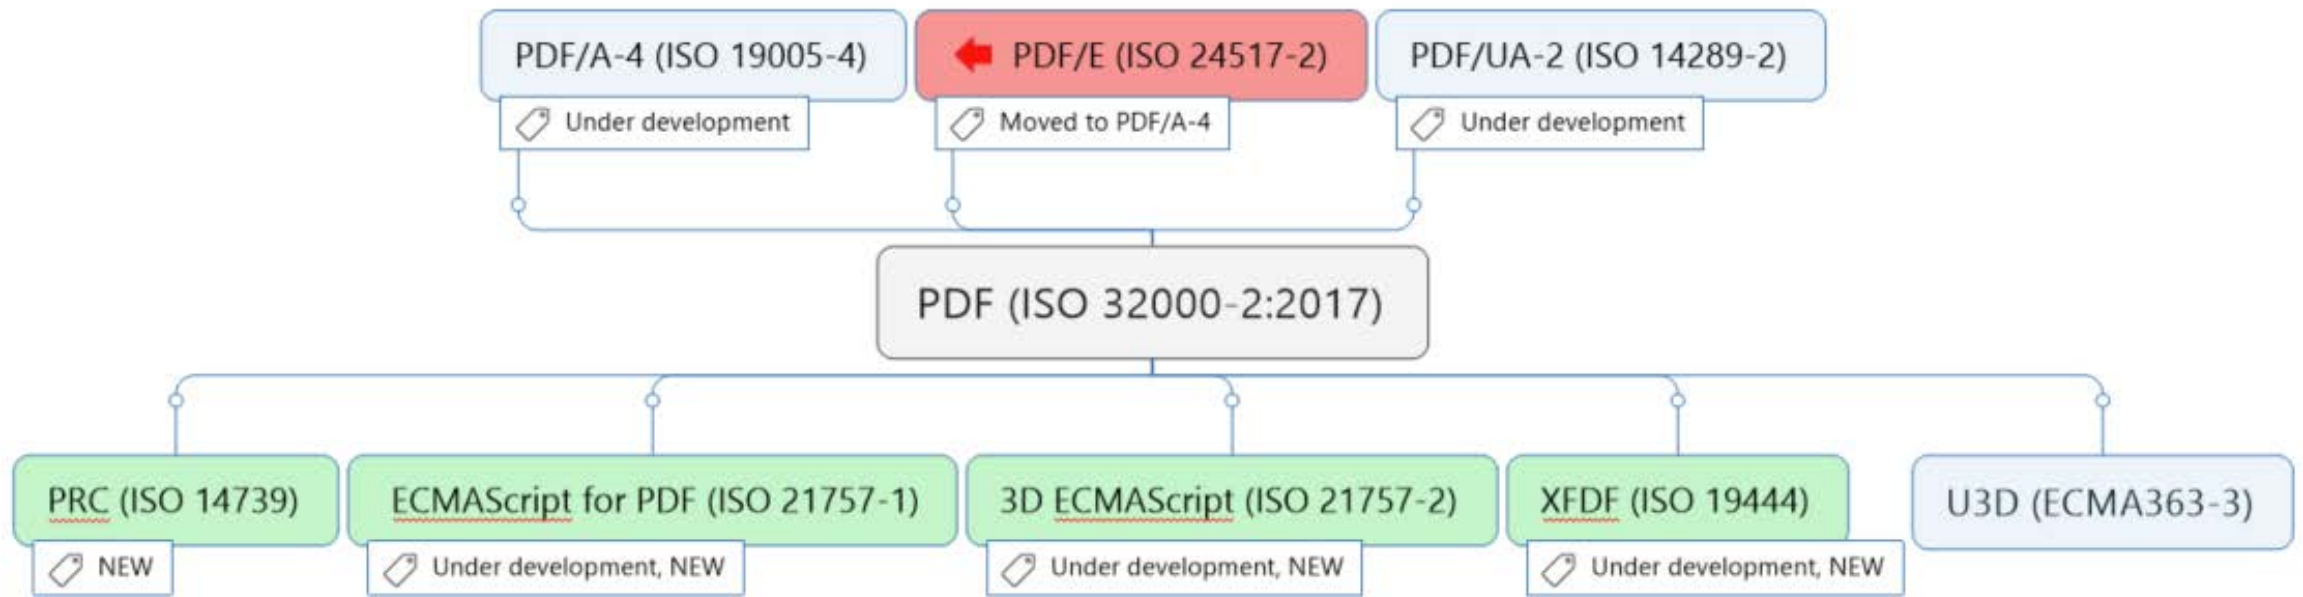 PDF/A-4 (ISO 19005-4)
Under development
PDF/E (ISO 24517-2)
Moved to PDF/A-4
PDF/UA-2 (ISO 14289-2)
Under development
PDF (ISO 32000-2:2017)
PRC (ISO 14739)
NEW
ECMAScript for PDF (ISO 21757-1)
Under development, NEW
3D ECMAScript (ISO 21757-2)
Under development, NEW
XFDF (ISO 19444)
Under development, NEW
U3D (ECMA363-3)